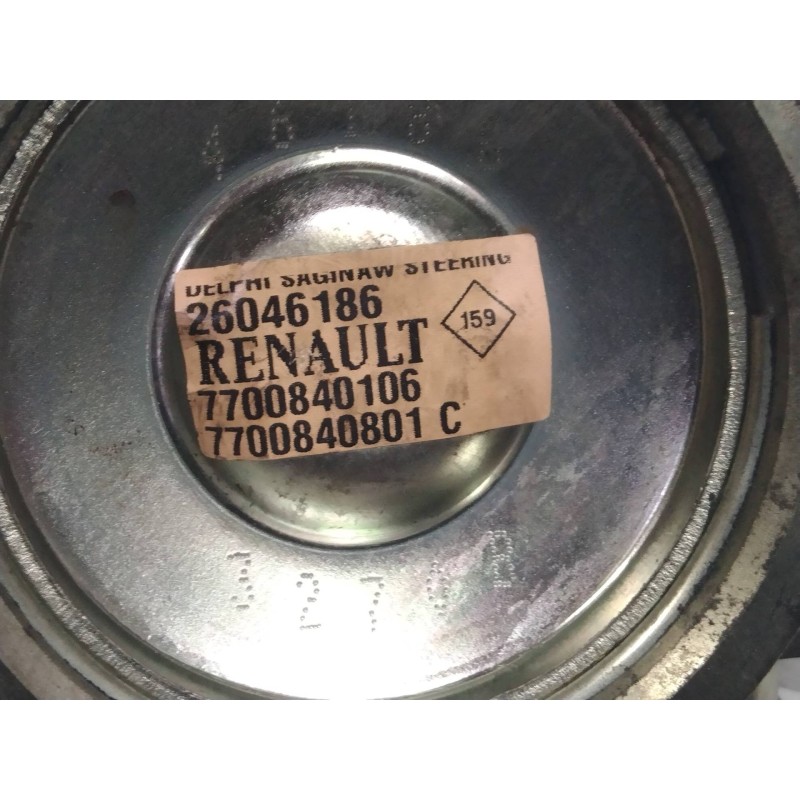 DELPHI SAGINAW STEERING
26046186
159
RENAULT
7700840106
7700840801 C